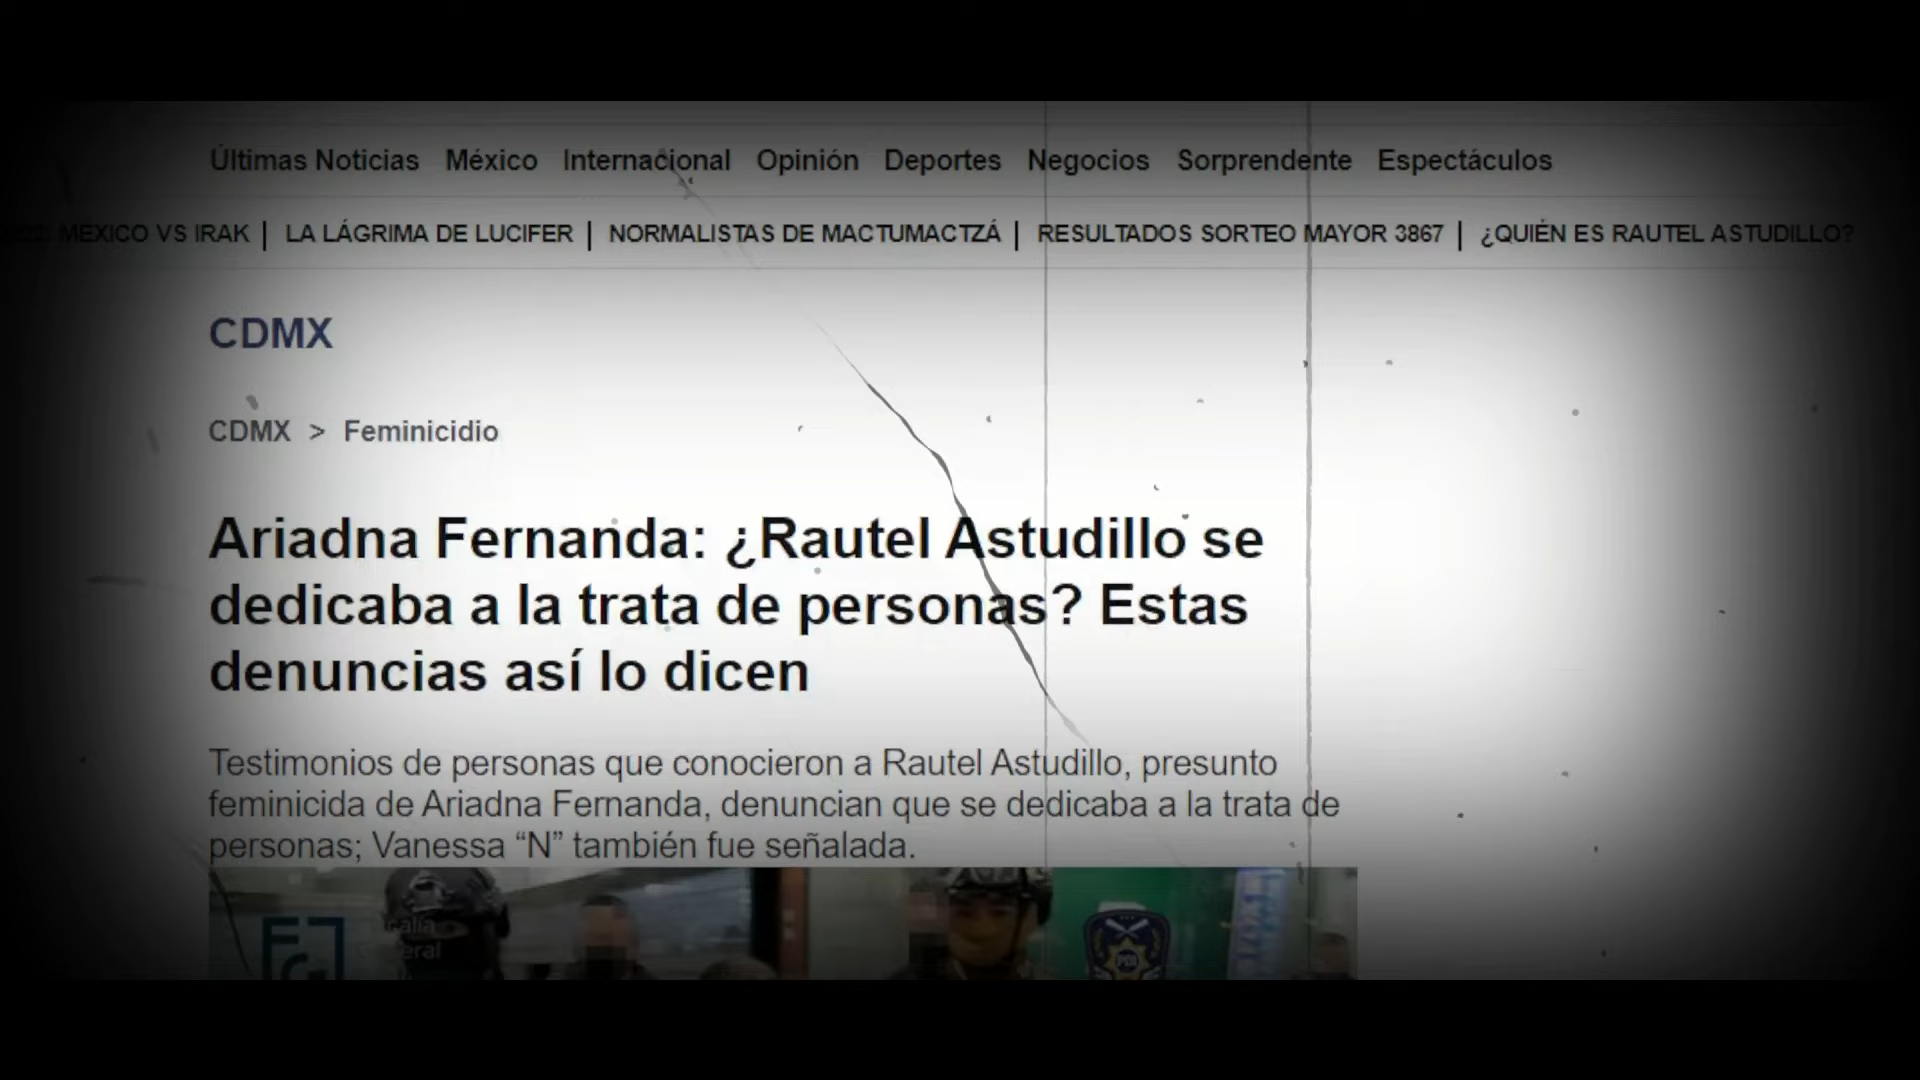 Últimas Noticias México Internacional Opinión Deportes Negocios Sorprendente Espectáculos
MÉXICO VS IRAK | LA LÁGRIMA DE LUCIFER | NORMALISTAS DE MACTUMACTZÁ | RESULTADOS SORTEO MAYOR 3867 | ¿QUIÉN ES RAUTEL ASTUDILLO?
CDMX
CDMX > Feminicidio
Ariadna Fernanda: ¿Rautel Astudillo se
dedicaba a la trata de personas? Estas
denuncias así lo dicen
Testimonios de personas que conocieron a Rautel Astudillo, presunto
feminicida de Ariadna Fernanda, denuncian que se dedicaba a la trata de
personas; Vanessa “N” también fue señalada.